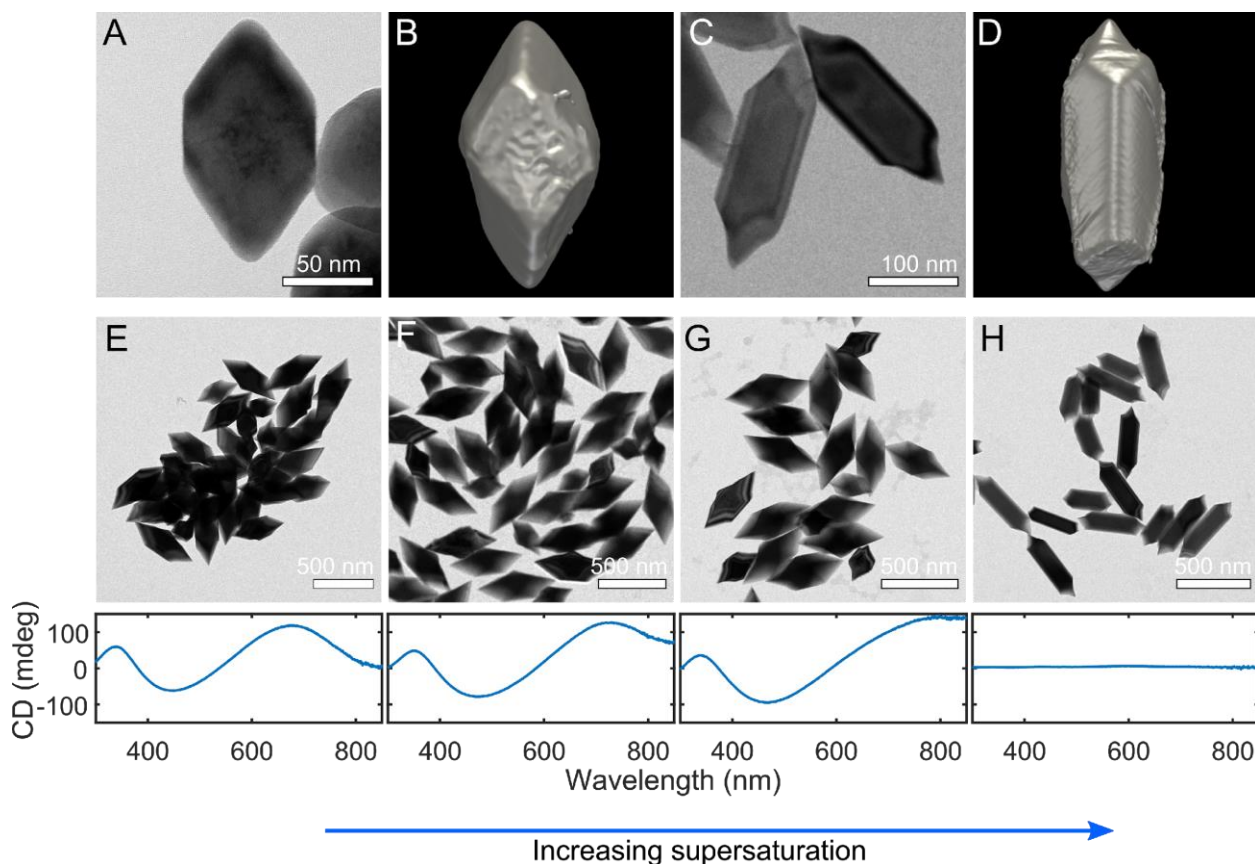 A
B
C
D
50 nm
100 nm
E
F
G
H
500 nm
500 nm
500 nm
500 nm
CD (mdeg)
100
0
-100
400 600 800
400 600 800
400 600 800
400 600 800
Wavelength (nm)
Increasing supersaturation